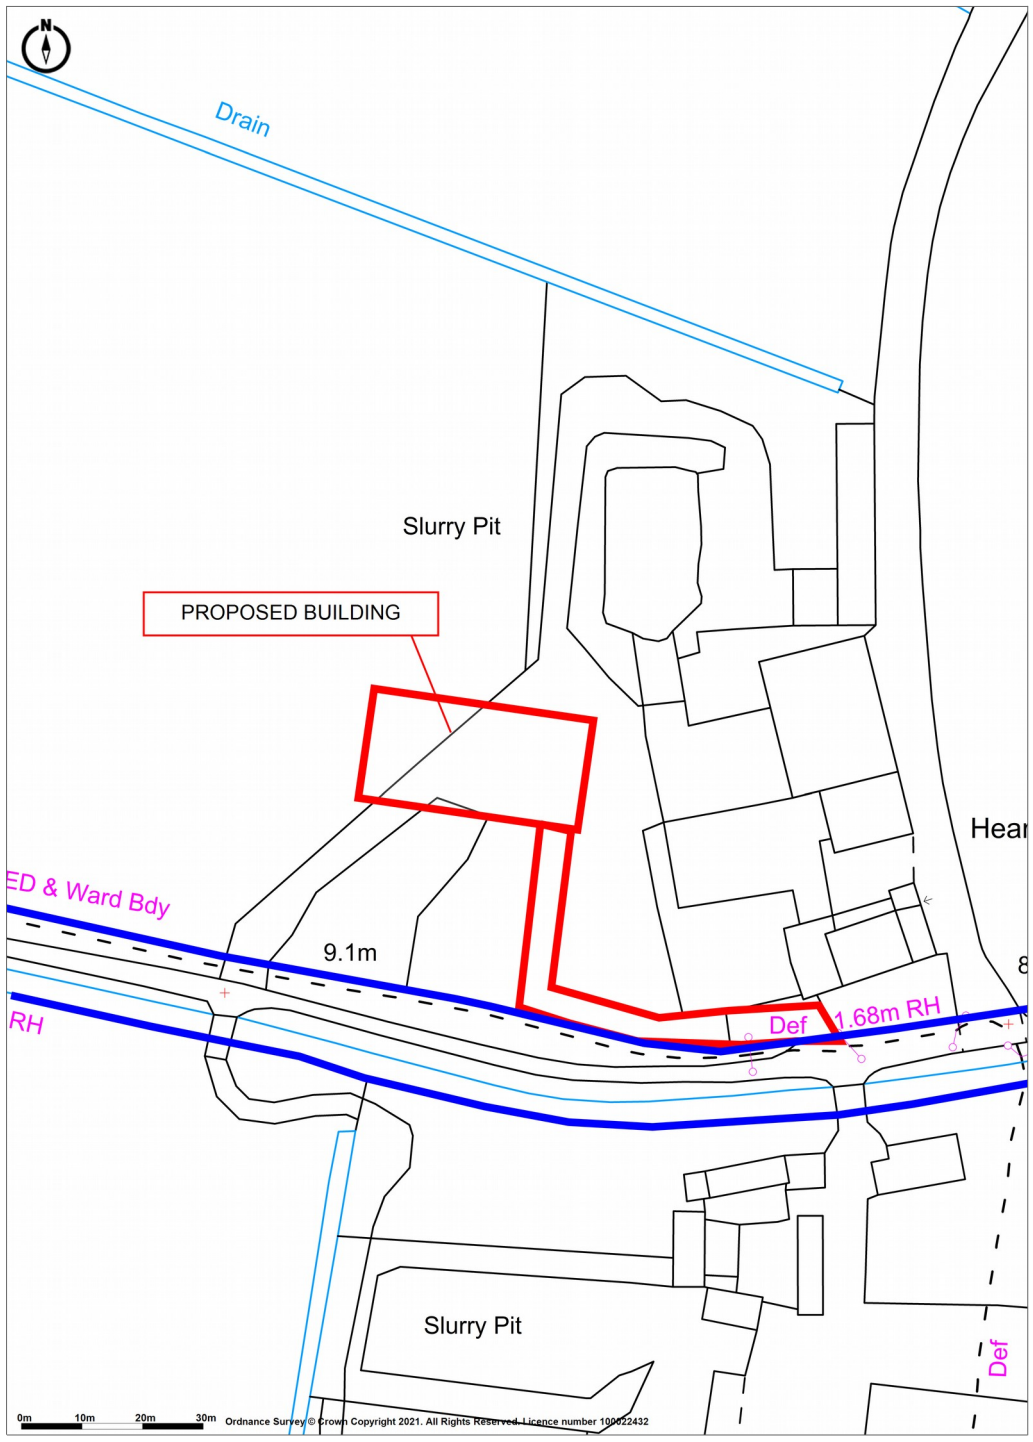 N
Drain
Slurry Pit
PROPOSED BUILDING
Hear
ED & Ward Bdy
9.1m
8
1.68m RH
Def
RH
Slurry Pit
Def
0m 10m 20m 30m
Ordnance Survey © Crown Copyright 2021. All Rights Reserved. Licence number 100022432